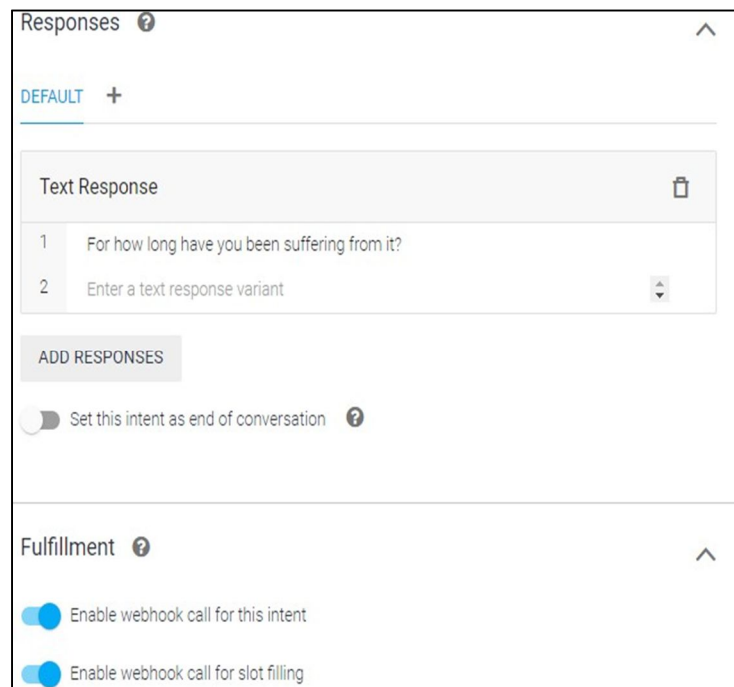 Responses ?
DEFAULT +
Text Response
1 For how long have you been suffering from it?
2 Enter a text response variant
ADD RESPONSES
Set this intent as end of conversation ?
Fulfillment ?
Enable webhook call for this intent
Enable webhook call for slot filling